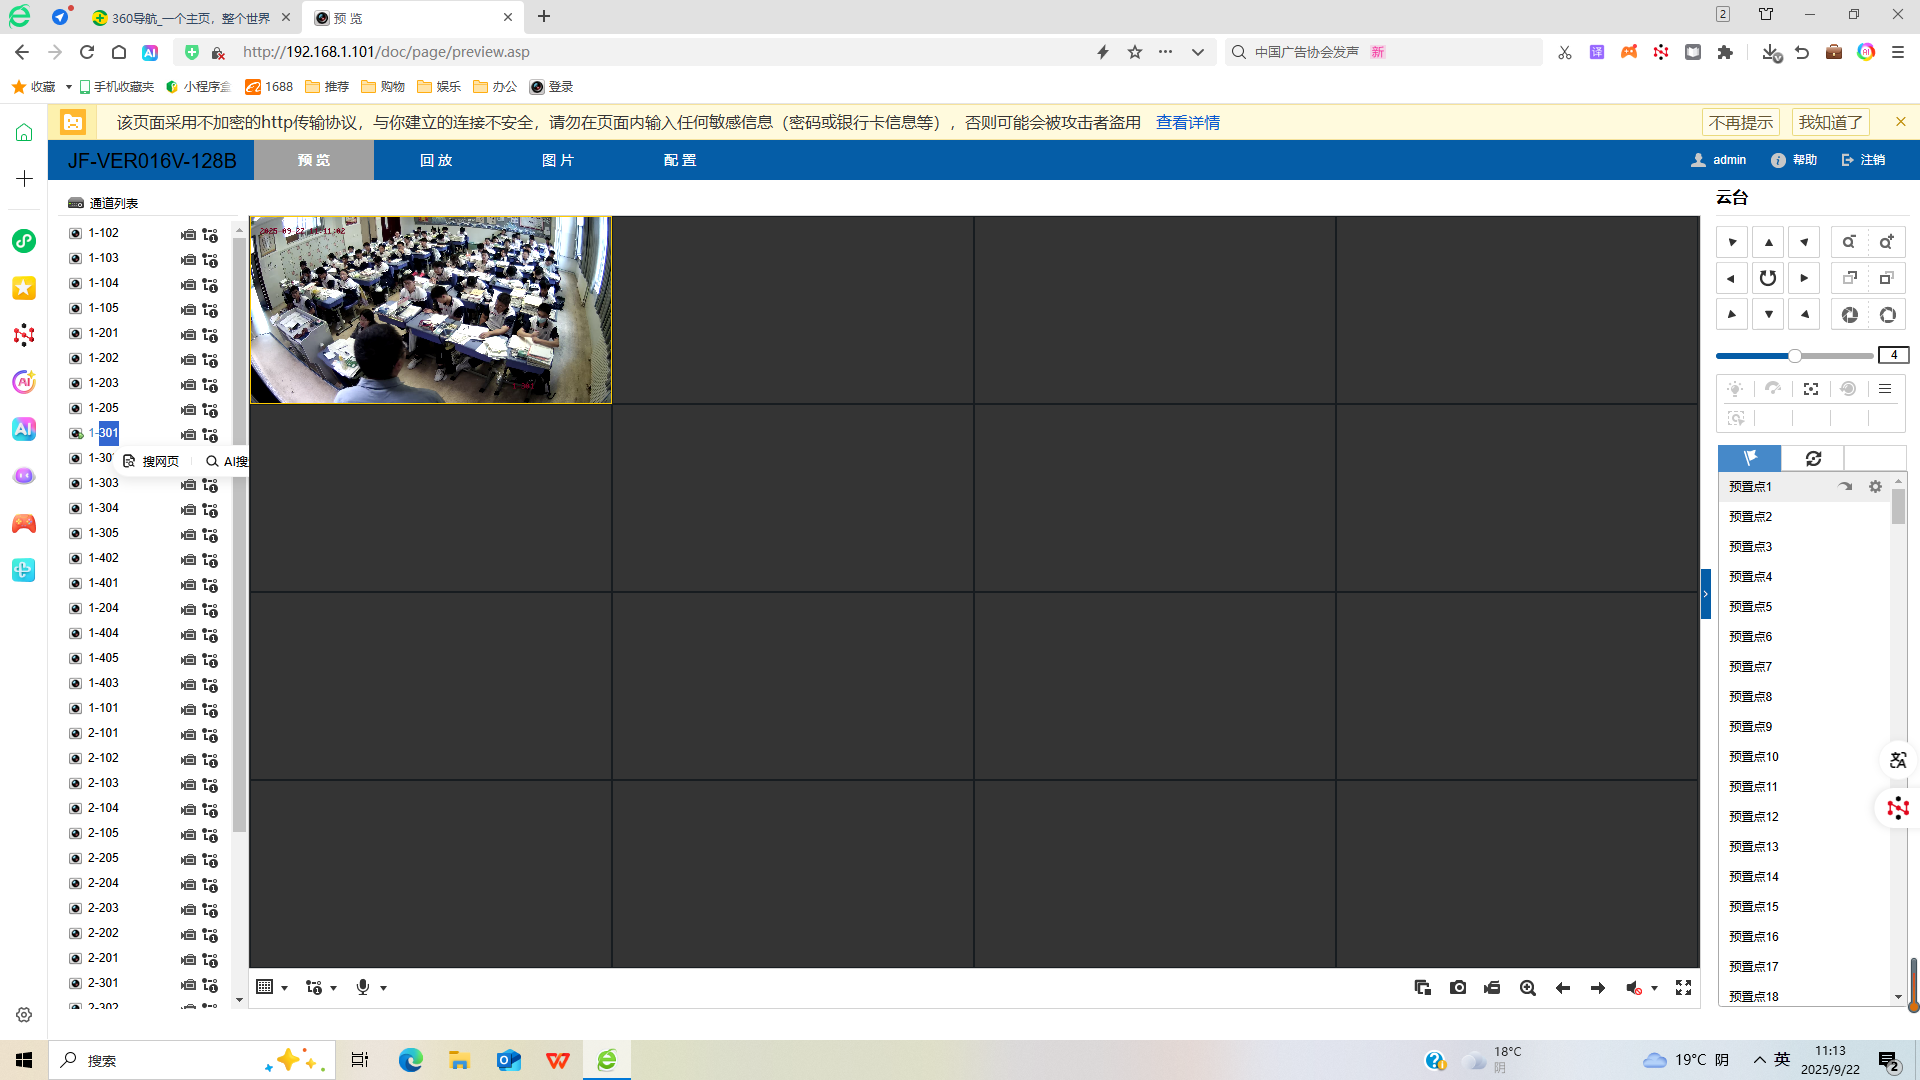 360导航_一个主页，整个世界
预 览
2
http://192.168.1.101/doc/page/preview.asp
中国广告协会发声 新
收藏 手机收藏夹 小程序盒 1688 推荐 购物 娱乐 办公 登录
该页面采用不加密的http传输协议，与你建立的连接不安全，请勿在页面内输入任何敏感信息（密码或银行卡信息等），否则可能会被攻击者盗用 查看详情 不再提示 我知道了
JF-VER016V-128B 预览 回放 图片 配置 admin 帮助 注销
通道列表
1-102
1-103
1-104
1-105
1-201
1-202
1-203
1-205
1-301
1-30
搜网页 AI搜
1-303
1-304
1-305
1-402
1-401
1-204
1-404
1-405
1-403
1-101
2-101
2-102
2-103
2-104
2-105
2-205
2-204
2-203
2-202
2-201
2-301
2-302
云台
4
预置点1
预置点2
预置点3
预置点4
预置点5
预置点6
预置点7
预置点8
预置点9
预置点10
预置点11
预置点12
预置点13
预置点14
预置点15
预置点16
预置点17
预置点18
搜索
18°C
阴
19°C 阴
英
11:13
2025/9/22
2